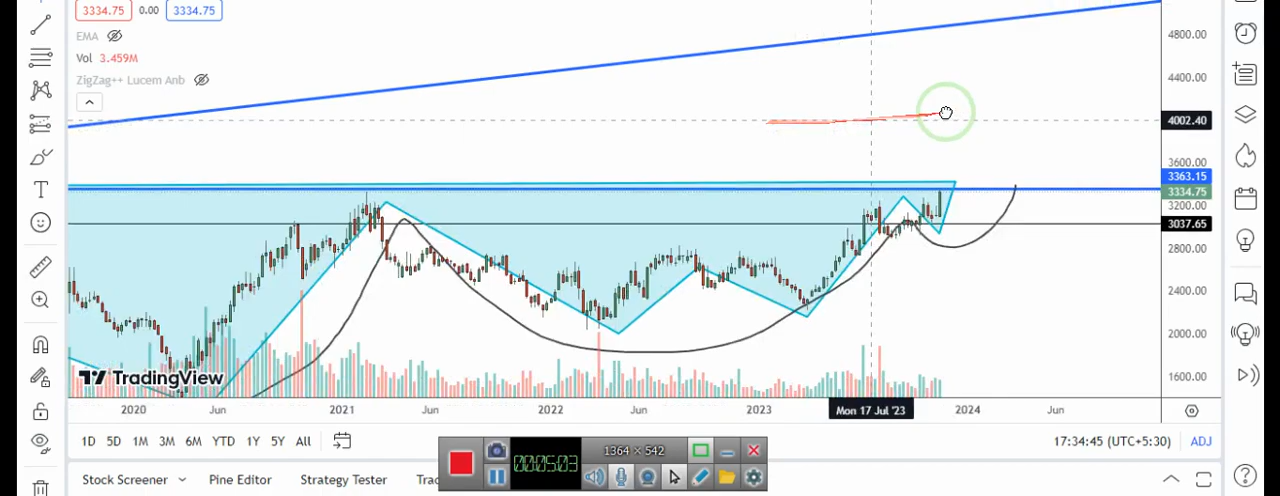 3334.75 0.00 3334.75
EMA
Vol 3.459M
ZigZag++ Lucem Anb
4800.00
4400.00
4002.40
3600.00
3363.15
3334.75
3200.00
3037.65
2800.00
2400.00
2000.00
1600.00
TradingView
2020 Jun 2021 Jun 2022 Jun 2023 Mon 17 Jul '23 2024 Jun
1D 5D 1M 3M 6M YTD 1Y 5Y All 17:34:45 (UTC+5:30) ADJ
1364 × 542
00:05:03
Stock Screener Pine Editor Strategy Tester